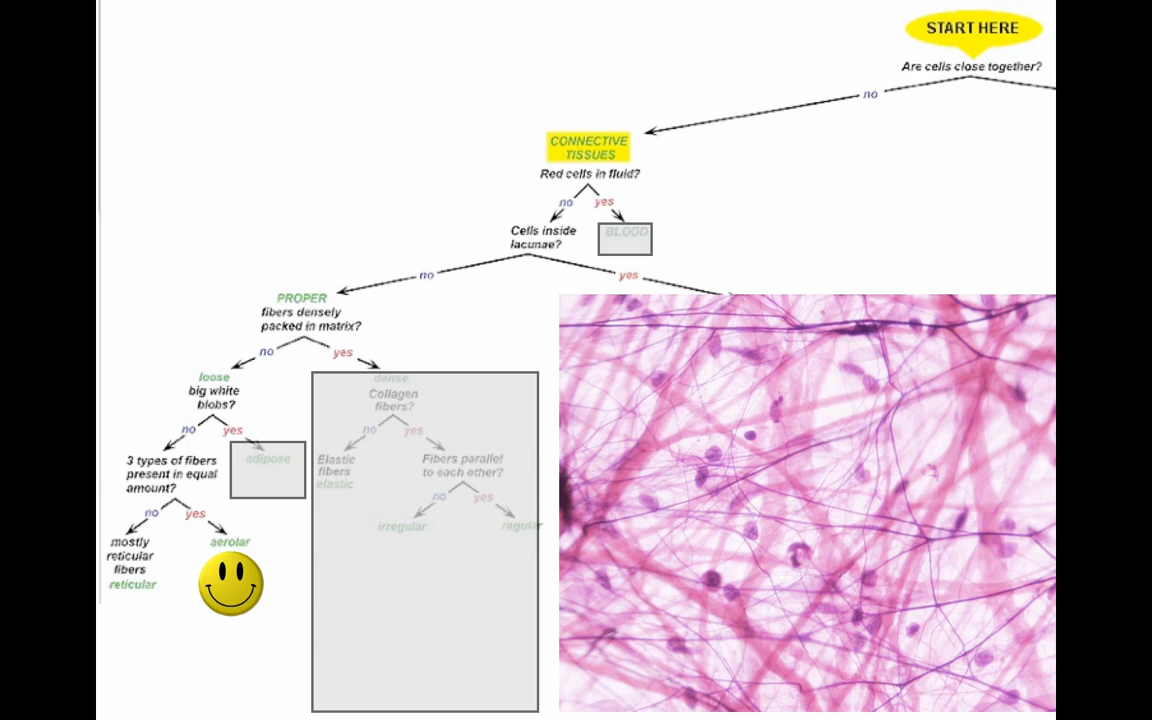 START HERE
Are cells close together?
no
CONNECTIVE
TISSUES
Red cells in fluid?
no
yes
Cells inside
lacunae?
BLOOD
no
yes
PROPER
fibers densely
packed in matrix?
no
yes
loose
big white
blobs?
dense
Collagen
fibers?
no
yes
no
yes
3 types of fibers
present in equal
amount?
adipose
Elastic
fibers
elastic
Fibers parallel
to each other?
no
yes
no
yes
mostly
reticular
fibers
reticular
aerolar
irregular
ragular